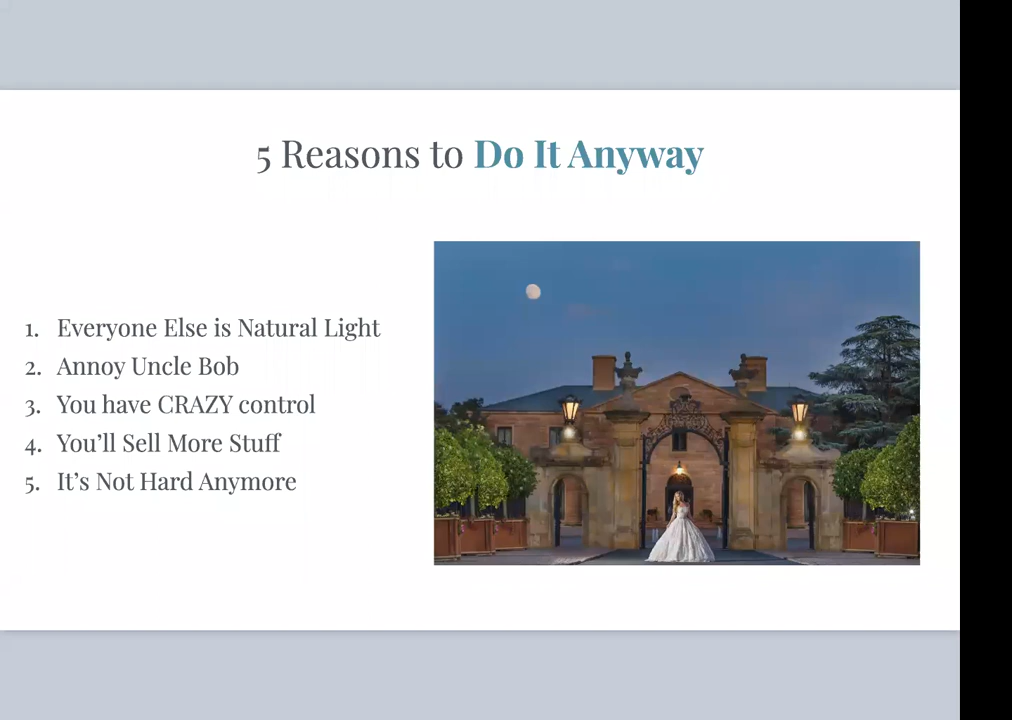 5 Reasons to Do It Anyway
1. Everyone Else is Natural Light
2. Annoy Uncle Bob
3. You have CRAZY control
4. You’ll Sell More Stuff
5. It’s Not Hard Anymore